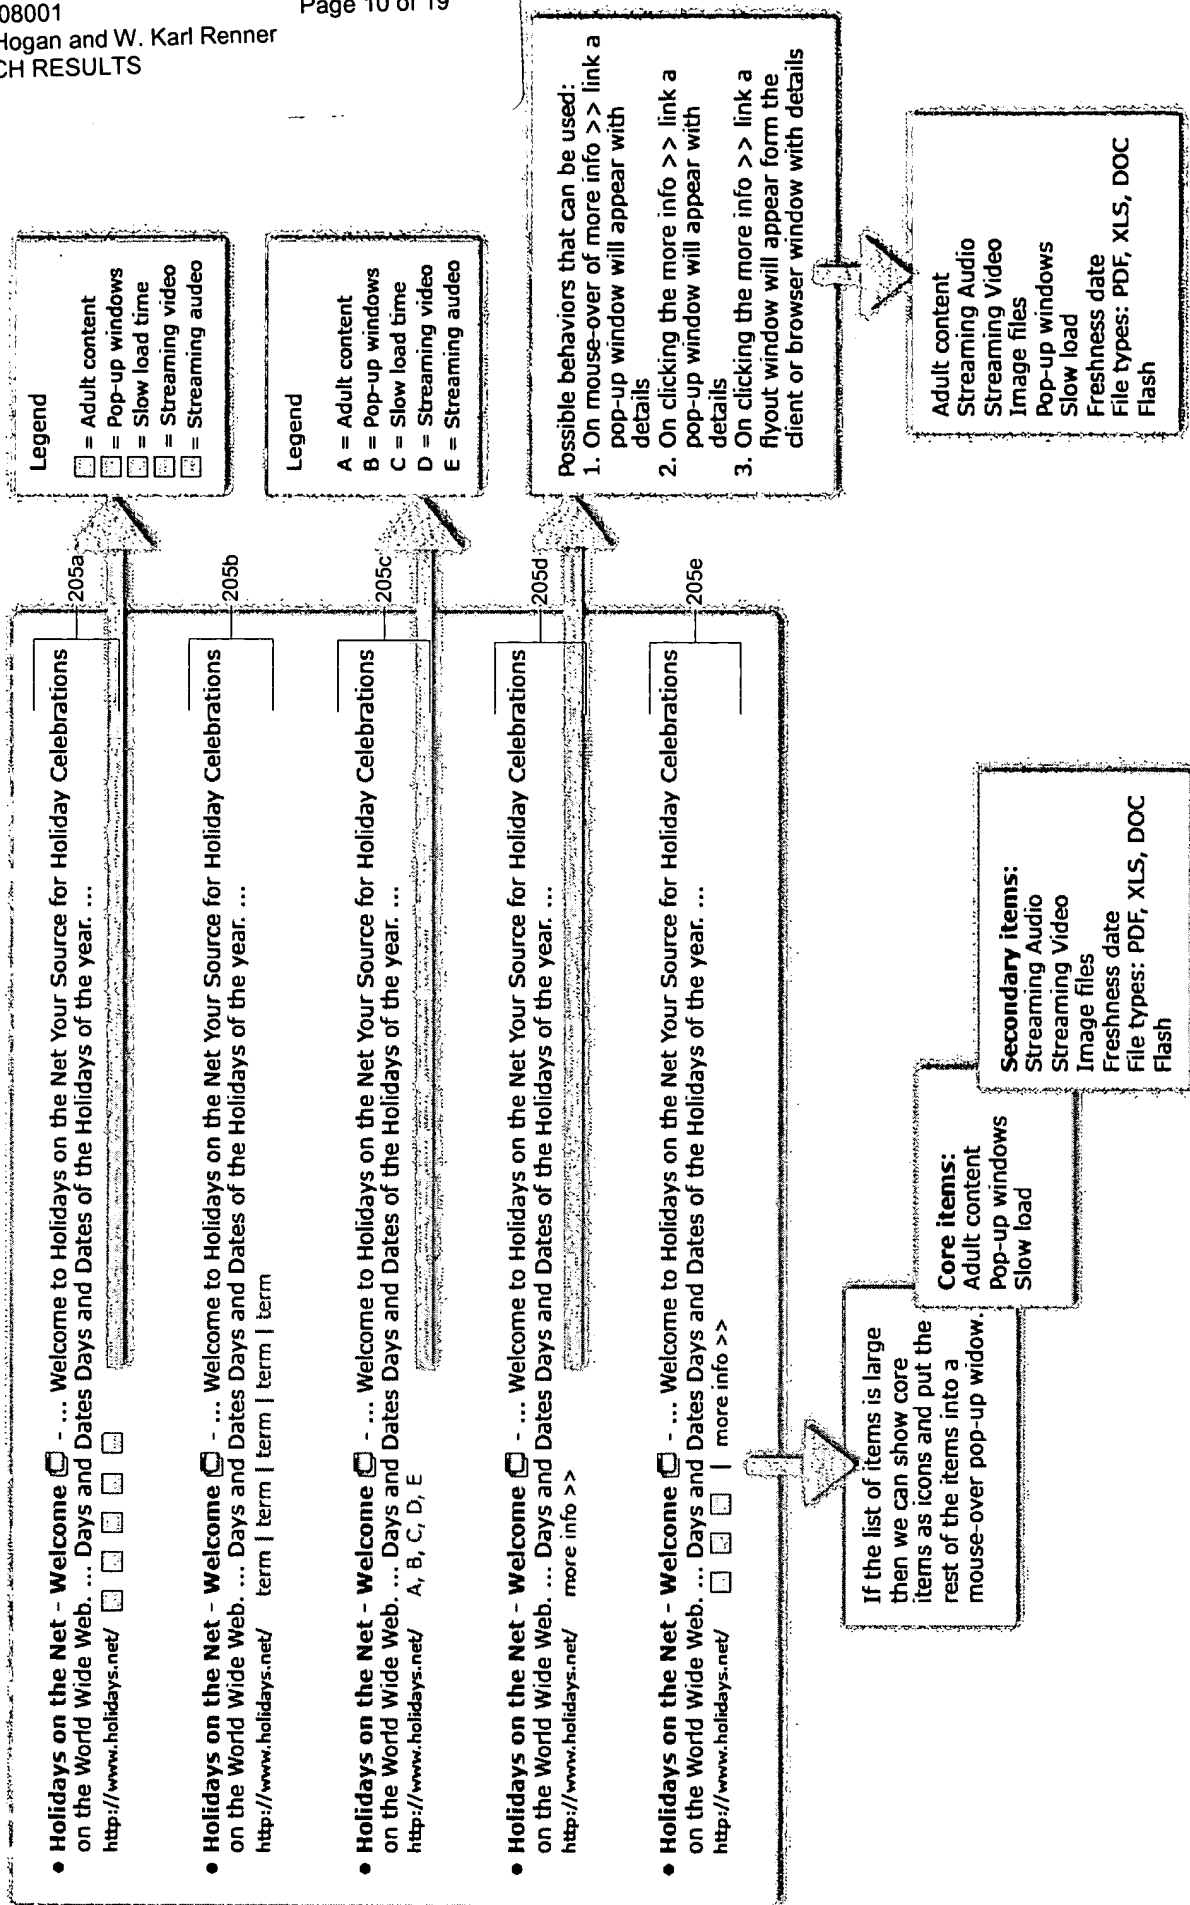 08001
Page 10 of 19
Hogan and W. Karl Renner
CH RESULTS
• Holidays on the Net - Welcome - ... Welcome to Holidays on the Net Your Source for Holiday Celebrations
on the World Wide Web. ... Days and Dates Days and Dates of the Holidays of the year. ...
http://www.holidays.net/
205a
• Holidays on the Net - Welcome - ... Welcome to Holidays on the Net Your Source for Holiday Celebrations
on the World Wide Web. ... Days and Dates Days and Dates of the Holidays of the year. ...
http://www.holidays.net/ term | term | term | term | term
205b
• Holidays on the Net - Welcome - ... Welcome to Holidays on the Net Your Source for Holiday Celebrations
on the World Wide Web. ... Days and Dates Days and Dates of the Holidays of the year. ...
http://www.holidays.net/ A, B, C, D, E
205c
• Holidays on the Net - Welcome - ... Welcome to Holidays on the Net Your Source for Holiday Celebrations
on the World Wide Web. ... Days and Dates Days and Dates of the Holidays of the year. ...
http://www.holidays.net/ more info >>
205d
• Holidays on the Net - Welcome - ... Welcome to Holidays on the Net Your Source for Holiday Celebrations
on the World Wide Web. ... Days and Dates Days and Dates of the Holidays of the year. ...
http://www.holidays.net/ | more info >>
205e
Legend
= Adult content
= Pop-up windows
= Slow load time
= Streaming video
= Streaming audeo
Legend
A = Adult content
B = Pop-up windows
C = Slow load time
D = Streaming video
E = Streaming audeo
Possible behaviors that can be used:
1. On mouse-over of more info >> link a
pop-up window will appear with
details
2. On clicking the more info >> link a
pop-up window will appear with
details
3. On clicking the more info >> link a
flyout window will appear form the
client or browser window with details
Adult content
Streaming Audio
Streaming Video
Image files
Pop-up windows
Slow load
Freshness date
File types: PDF, XLS, DOC
Flash
If the list of items is large
then we can show core
items as icons and put the
rest of the items into a
mouse-over pop-up widow.
Core items:
Adult content
Pop-up windows
Slow load
Secondary items:
Streaming Audio
Streaming Video
Image files
Freshness date
File types: PDF, XLS, DOC
Flash